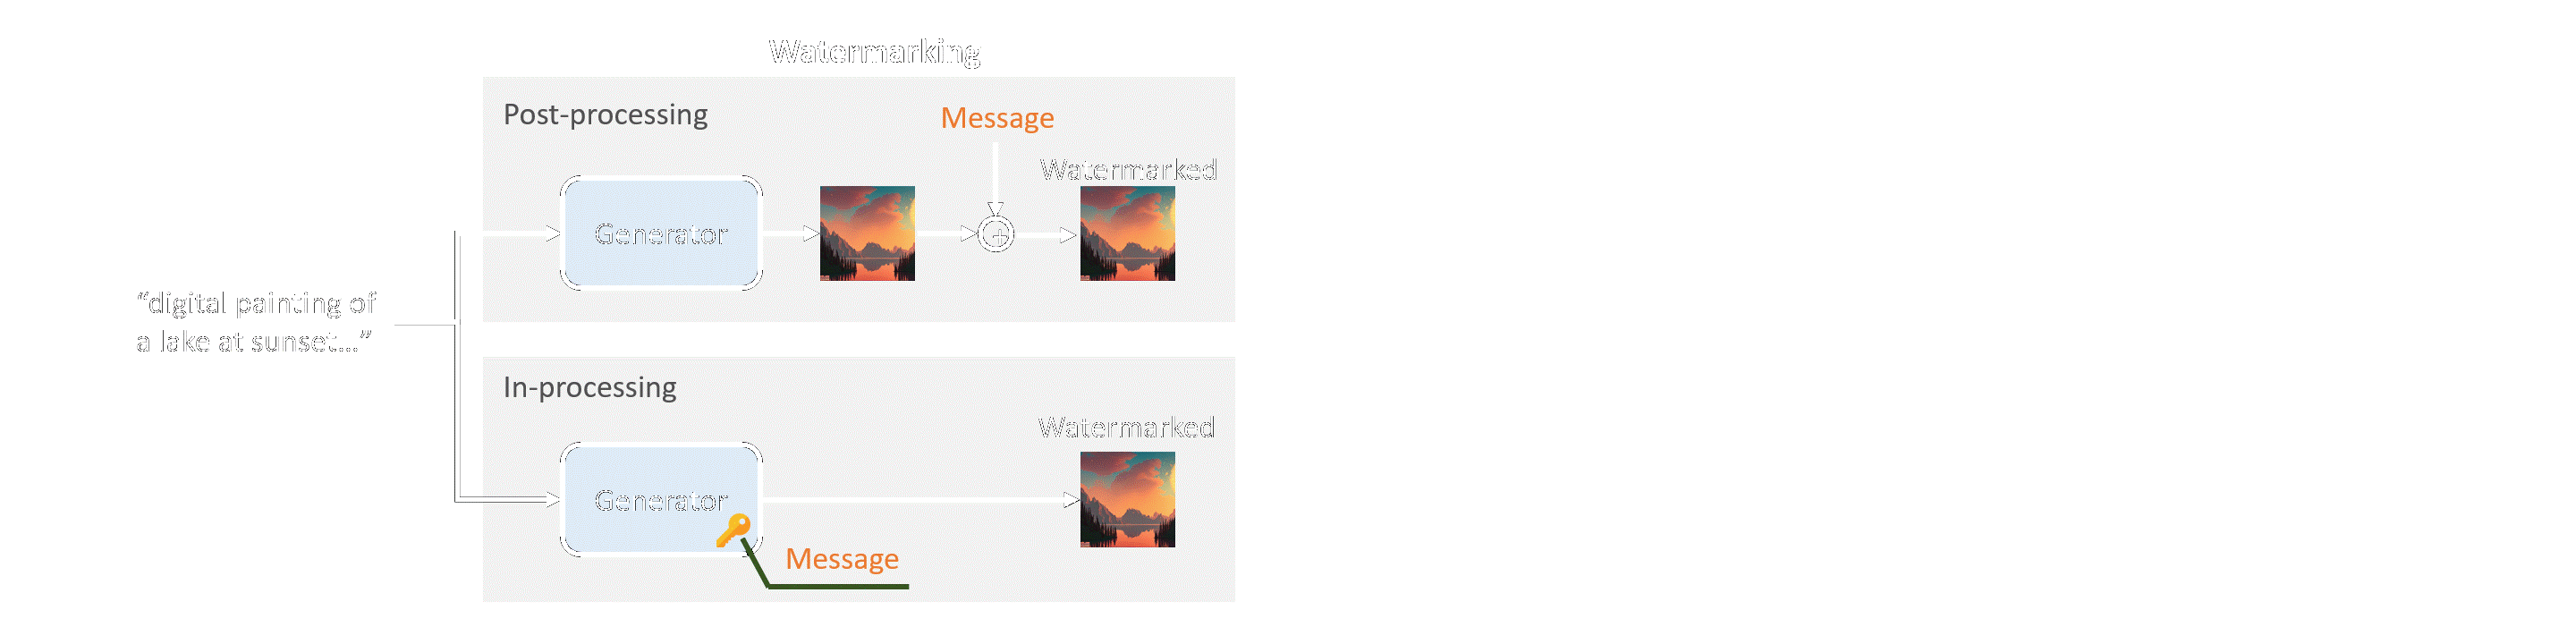 Watermarking
Post-processing
Message
Watermarked
Generator
+
“digital painting of
a lake at sunset...”
In-processing
Watermarked
Generator
Message